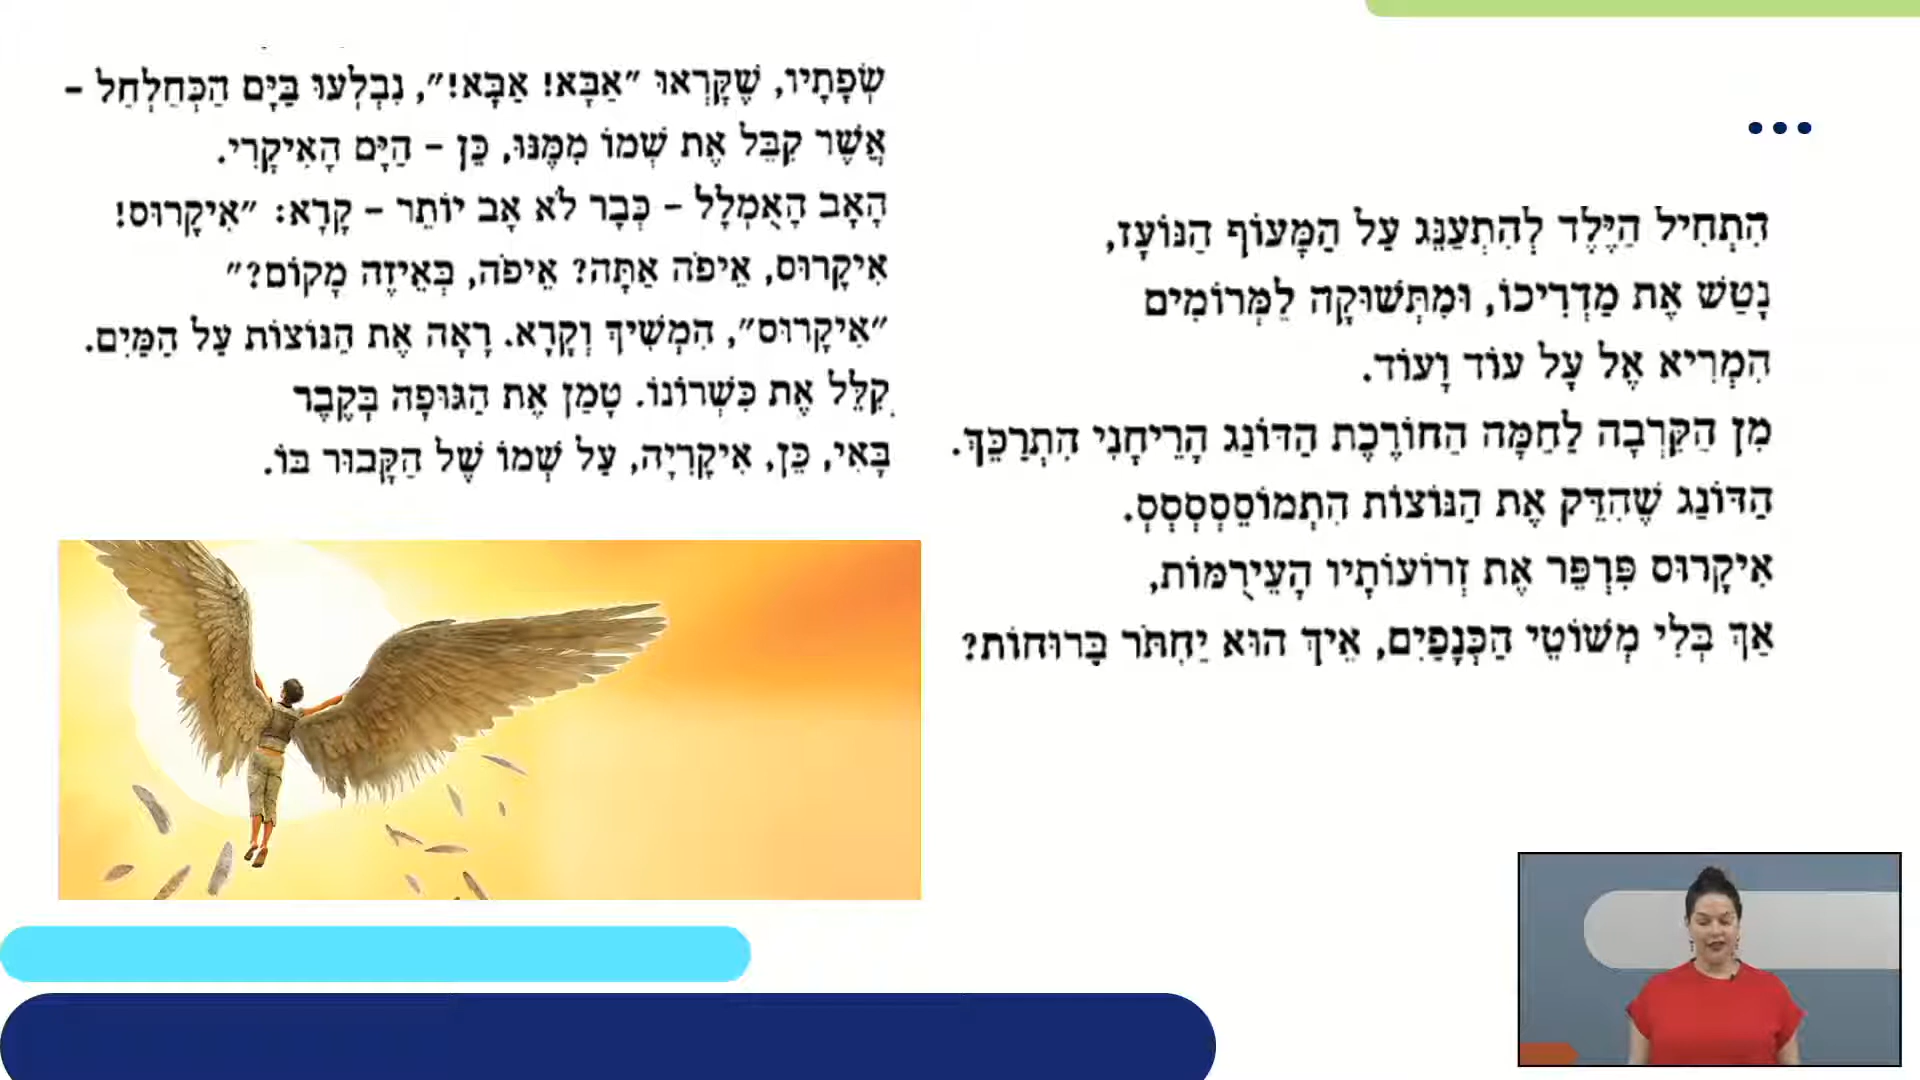 הִתְחִיל הַיֶּלֶד לְהִתְעַנֵּג עַל הַמָּעוֹף הַנּוֹעָז,
נָטַשׁ אֶת מַדְרִיכוֹ, וּמִתְּשׁוּקָה לַמְּרוֹמִים
הִמְרִיא אֶל עָל עוֹד וָעוֹד.
מִן הַקִּרְבָה לַחַמָּה הַחוֹרֶכֶת הַדּוֹנַג הָרֵיחָנִי הִתְרַכֵּךְ.
הַדּוֹנַג שֶׁהִדֵּק אֶת הַנּוֹצוֹת הִתְמוֹסֵסְסְסְסְ.
אִיקָרוּס פִּרְפֵּר אֶת זְרוֹעוֹתָיו הָעֵירֻמּוֹת,
אַךְ בְּלִי מְשׁוֹטֵי הַכְּנָפַיִם, אֵיךְ הוּא יַחְתֹּר בָּרוּחוֹת?
שְׂפָתָיו, שֶׁקָּרְאוּ "אַבָּא! אַבָּא!", נִבְלְעוּ בַּיָּם הַכְּחַלְחַל –
אֲשֶׁר קִבֵּל אֶת שְׁמוֹ מִמֶּנּוּ, כֵּן – הַיָּם הָאִיקָרִי.
הָאָב הָאֻמְלָל – כְּבָר לֹא אָב יוֹתֵר – קָרָא: "אִיקָרוּס!
אִיקָרוּס, אֵיפֹה אַתָּה? אֵיפֹה, בְּאֵיזֶה מָקוֹם?"
"אִיקָרוּס", הִמְשִׁיךְ וְקָרָא. רָאָה אֶת הַנּוֹצוֹת עַל הַמַּיִם.
קִלֵּל אֶת כִּשְׁרוֹנוֹ. טָמַן אֶת הַגּוּפָה בְּקֶבֶר
בָּאִי, כֵּן, אִיקָרִיָה, עַל שְׁמוֹ שֶׁל הַקָּבוּר בּוֹ.